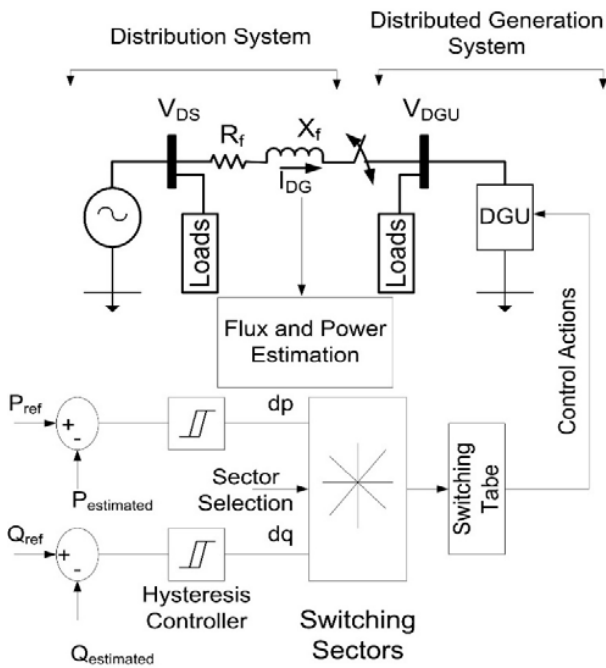 Distribution System
Distributed Generation
System
V_DS
R_f
X_f
V_DGU
I_DG
DGU
Loads
Loads
Flux and Power
Estimation
Control Actions
P_ref
+
-
dp
P_estimated
Sector
Selection
Switching
Tabe
Q_ref
+
-
dq
Hysteresis
Controller
Switching
Sectors
Q_estimated